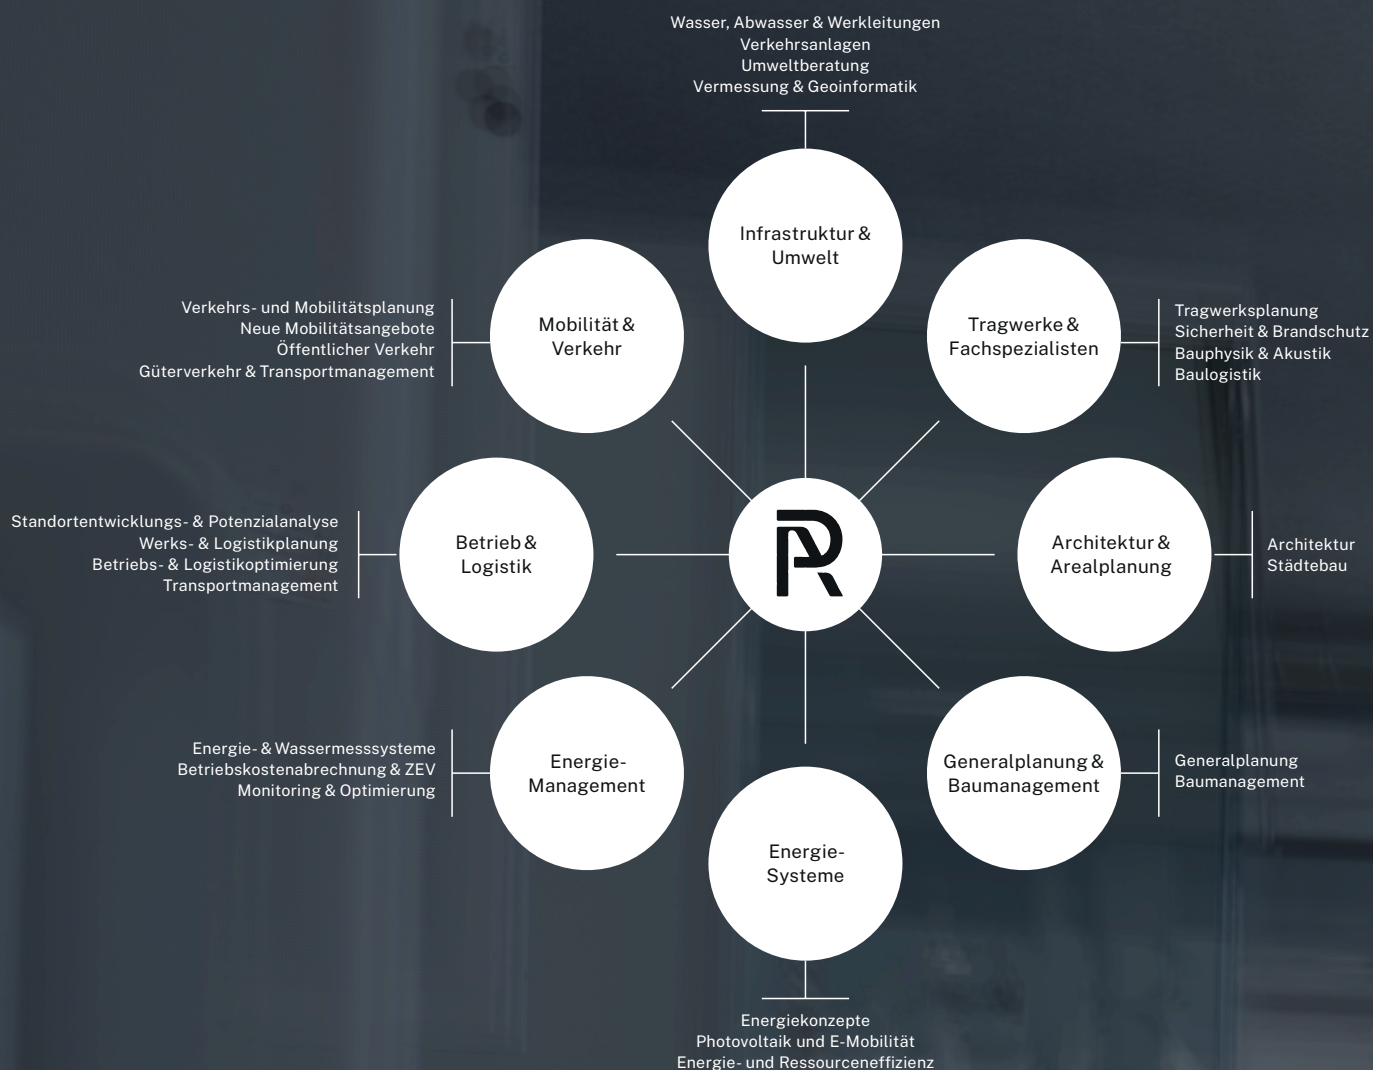 Wasser, Abwasser & Werkleitungen
Verkehrsanlagen
Umweltberatung
Vermessung & Geoinformatik
Infrastruktur &
Umwelt
Tragwerke &
Fachspezialisten
Tragwerksplanung
Sicherheit & Brandschutz
Bauphysik & Akustik
Baulogistik
Architektur &
Arealplanung
Architektur
Städtebau
Generalplanung &
Baumanagement
Generalplanung
Baumanagement
Energie-
Systeme
Energiekonzepte
Photovoltaik und E-Mobilität
Energie- und Ressourceneffizienz
Energie-
Management
Energie- & Wassermesssysteme
Betriebskostenabrechnung & ZEV
Monitoring & Optimierung
Betrieb &
Logistik
Standortentwicklungs- & Potenzialanalyse
Werks- & Logistikplanung
Betriebs- & Logistikoptimierung
Transportmanagement
Mobilität &
Verkehr
Verkehrs- und Mobilitätsplanung
Neue Mobilitätsangebote
Öffentlicher Verkehr
Güterverkehr & Transportmanagement